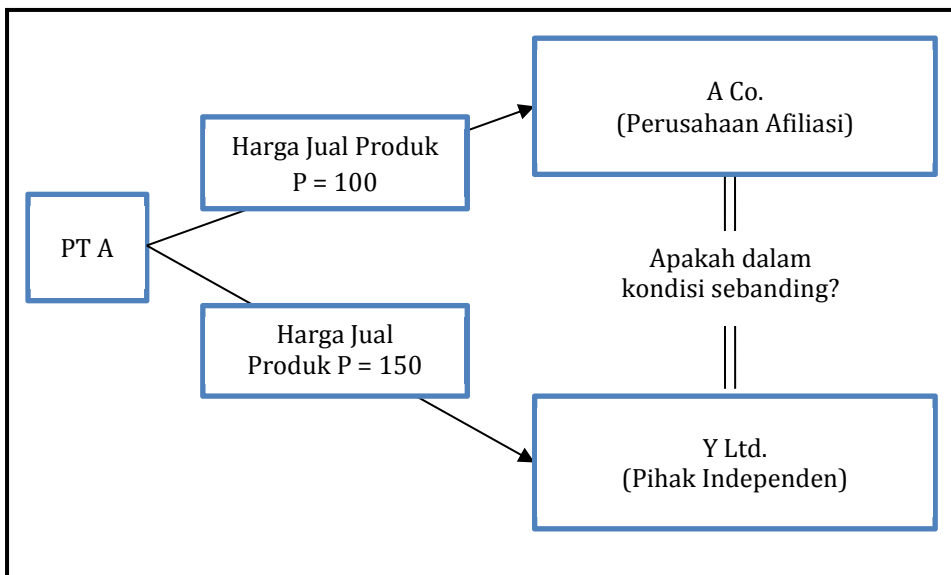 PT A
Harga Jual Produk
P = 100
A Co.
(Perusahaan Afiliasi)
Apakah dalam
kondisi sebanding?
Harga Jual
Produk P = 150
Y Ltd.
(Pihak Independen)